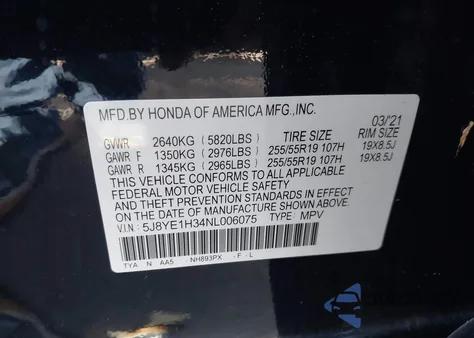 MFD.BY HONDA OF AMERICA MFG.,INC. 03/'21
GVWR 2640KG (5820LBS) TIRE SIZE RIM SIZE
GAWR F 1350KG (2976LBS) 255/55R19 107H 19X8.5J
GAWR R 1345KG (2965LBS) 255/55R19 107H 19X8.5J
THIS VEHICLE CONFORMS TO ALL APPLICABLE
FEDERAL MOTOR VEHICLE SAFETY
AND THEFT PREVENTION STANDARDS IN EFFECT
ON THE DATE OF MANUFACTURE SHOWN ABOVE.
V.I.N: 5J8YE1H34NL006075 TYPE: MPV
TYA N AA5 NH893PX -F-L